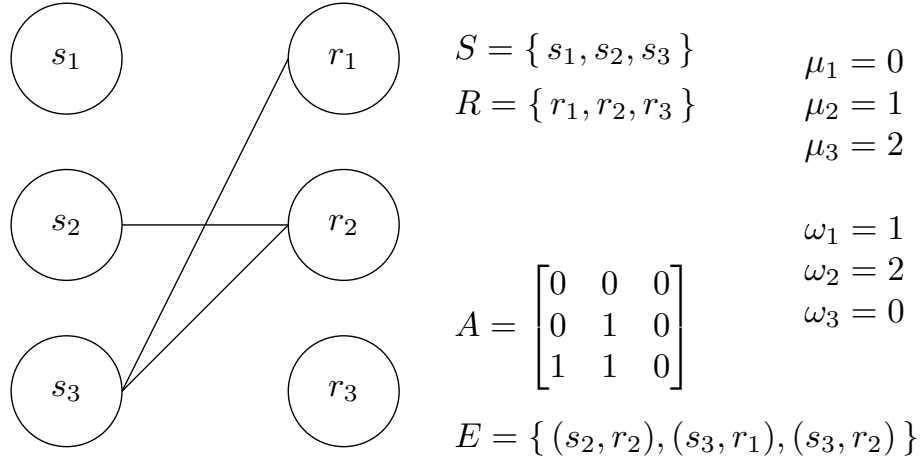 s₁
r₁
s₂
r₂
s₃
r₃
S = { s₁, s₂, s₃ }
R = { r₁, r₂, r₃ }
μ₁ = 0
μ₂ = 1
μ₃ = 2
ω₁ = 1
ω₂ = 2
ω₃ = 0
A = [
0 0 0
0 1 0
1 1 0
]
E = { (s₂, r₂), (s₃, r₁), (s₃, r₂) }